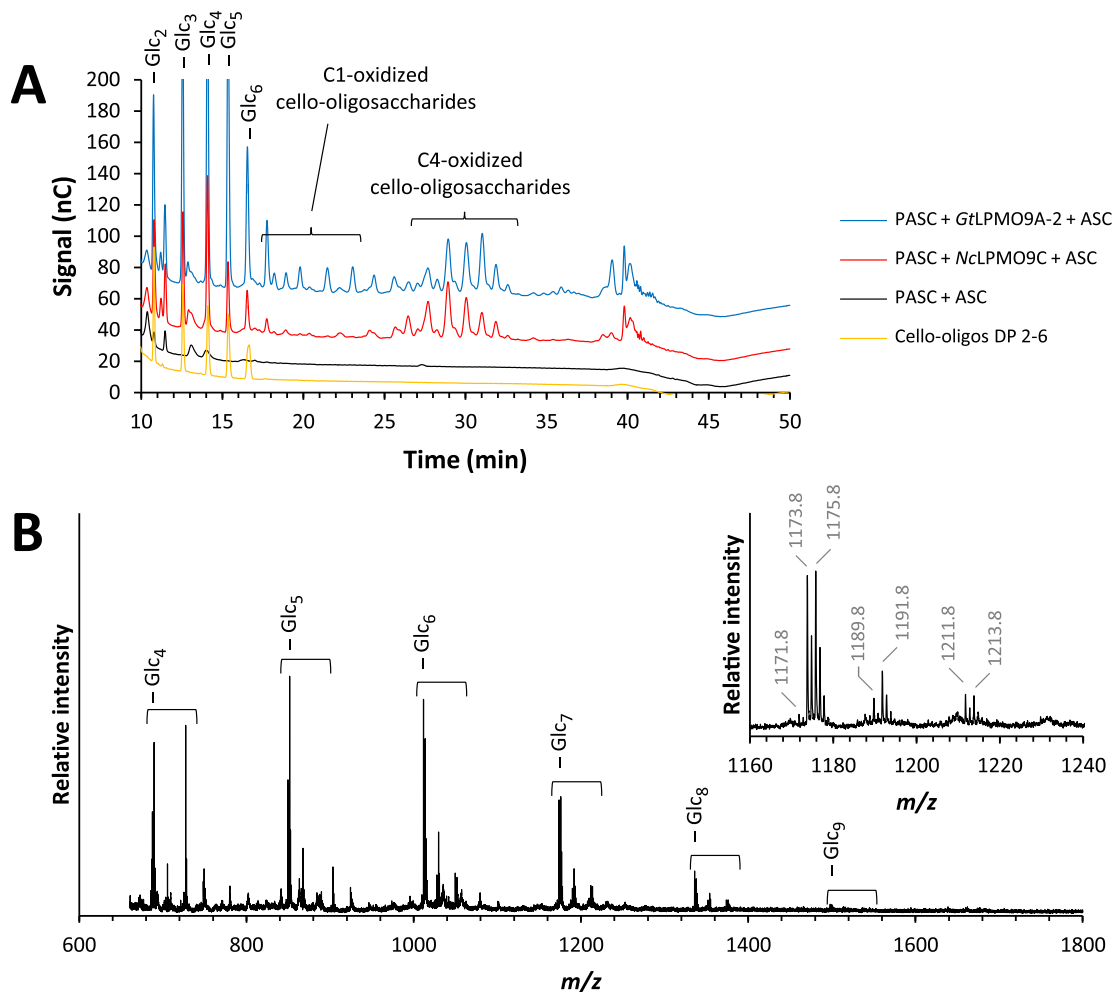 A
Glc2
Glc3
Glc4
Glc5
Glc6
C1-oxidized
cello-oligosaccharides
C4-oxidized
cello-oligosaccharides
200
180
160
140
120
100
80
60
40
20
0
Signal (nC)
10 15 20 25 30 35 40 45 50
Time (min)
PASC + GtLPMO9A-2 + ASC
PASC + NcLPMO9C + ASC
PASC + ASC
Cello-oligos DP 2-6
B
Relative intensity
Glc4
Glc5
Glc6
Glc7
Glc8
Glc9
600 800 1000 1200 1400 1600 1800
m/z
Relative intensity
1171.8
1173.8
1175.8
1189.8
1191.8
1211.8
1213.8
1160 1180 1200 1220 1240
m/z